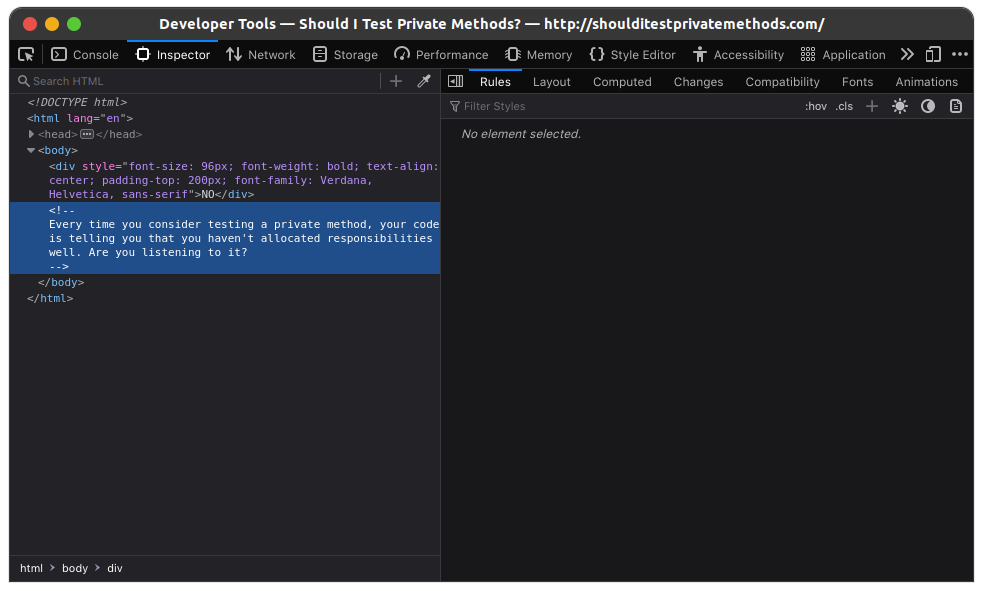 Developer Tools — Should I Test Private Methods? — http://shoulditestprivatemethods.com/
Console Inspector Network Storage Performance Memory {} Style Editor Accessibility Application
Search HTML
Rules Layout Computed Changes Compatibility Fonts Animations
Filter Styles :hov .cls
No element selected.
<!DOCTYPE html>
<html lang="en">
<head></head>
<body>
<div style="font-size: 96px; font-weight: bold; text-align:
center; padding-top: 200px; font-family: Verdana,
Helvetica, sans-serif">NO</div>
<!--
Every time you consider testing a private method, your code
is telling you that you haven't allocated responsibilities
well. Are you listening to it?
-->
</body>
</html>
html > body > div